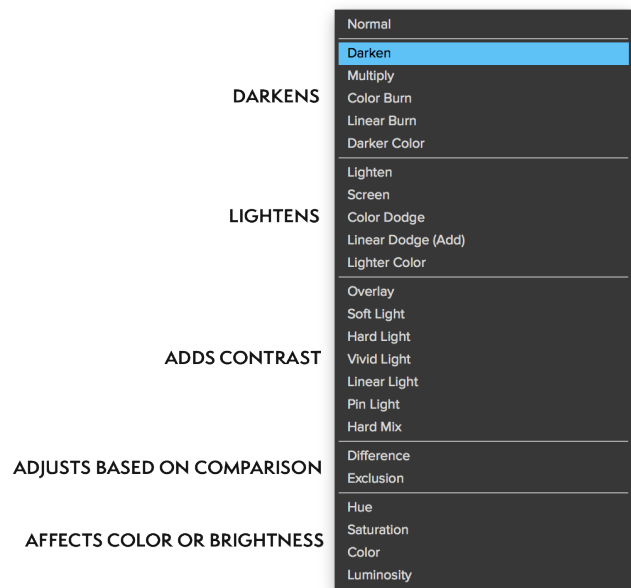 Normal
Darken
Multiply
DARKENS
Color Burn
Linear Burn
Darker Color
Lighten
Screen
LIGHTENS
Color Dodge
Linear Dodge (Add)
Lighter Color
Overlay
Soft Light
Hard Light
ADDS CONTRAST
Vivid Light
Linear Light
Pin Light
Hard Mix
Difference
ADJUSTS BASED ON COMPARISON
Exclusion
Hue
Saturation
AFFECTS COLOR OR BRIGHTNESS
Color
Luminosity